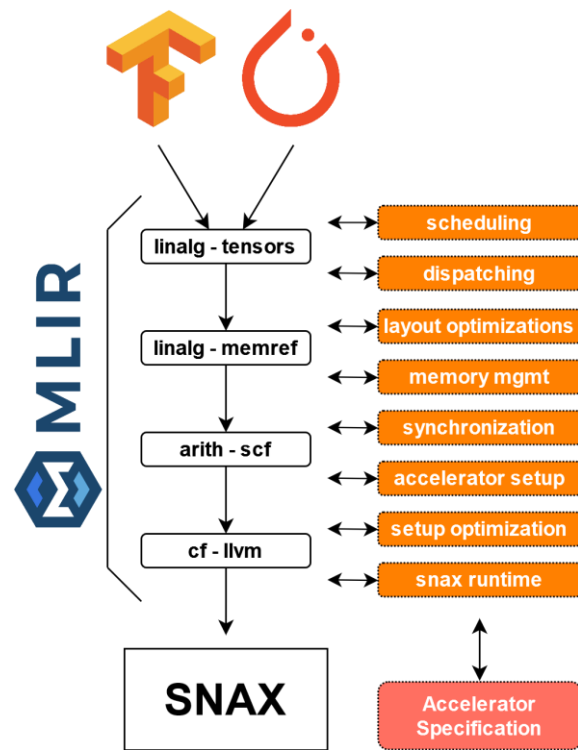 linalg - tensors
linalg - memref
arith - scf
cf - llvm
SNAX
MLIR
scheduling
dispatching
layout optimizations
memory mgmt
synchronization
accelerator setup
setup optimization
snax runtime
Accelerator
Specification